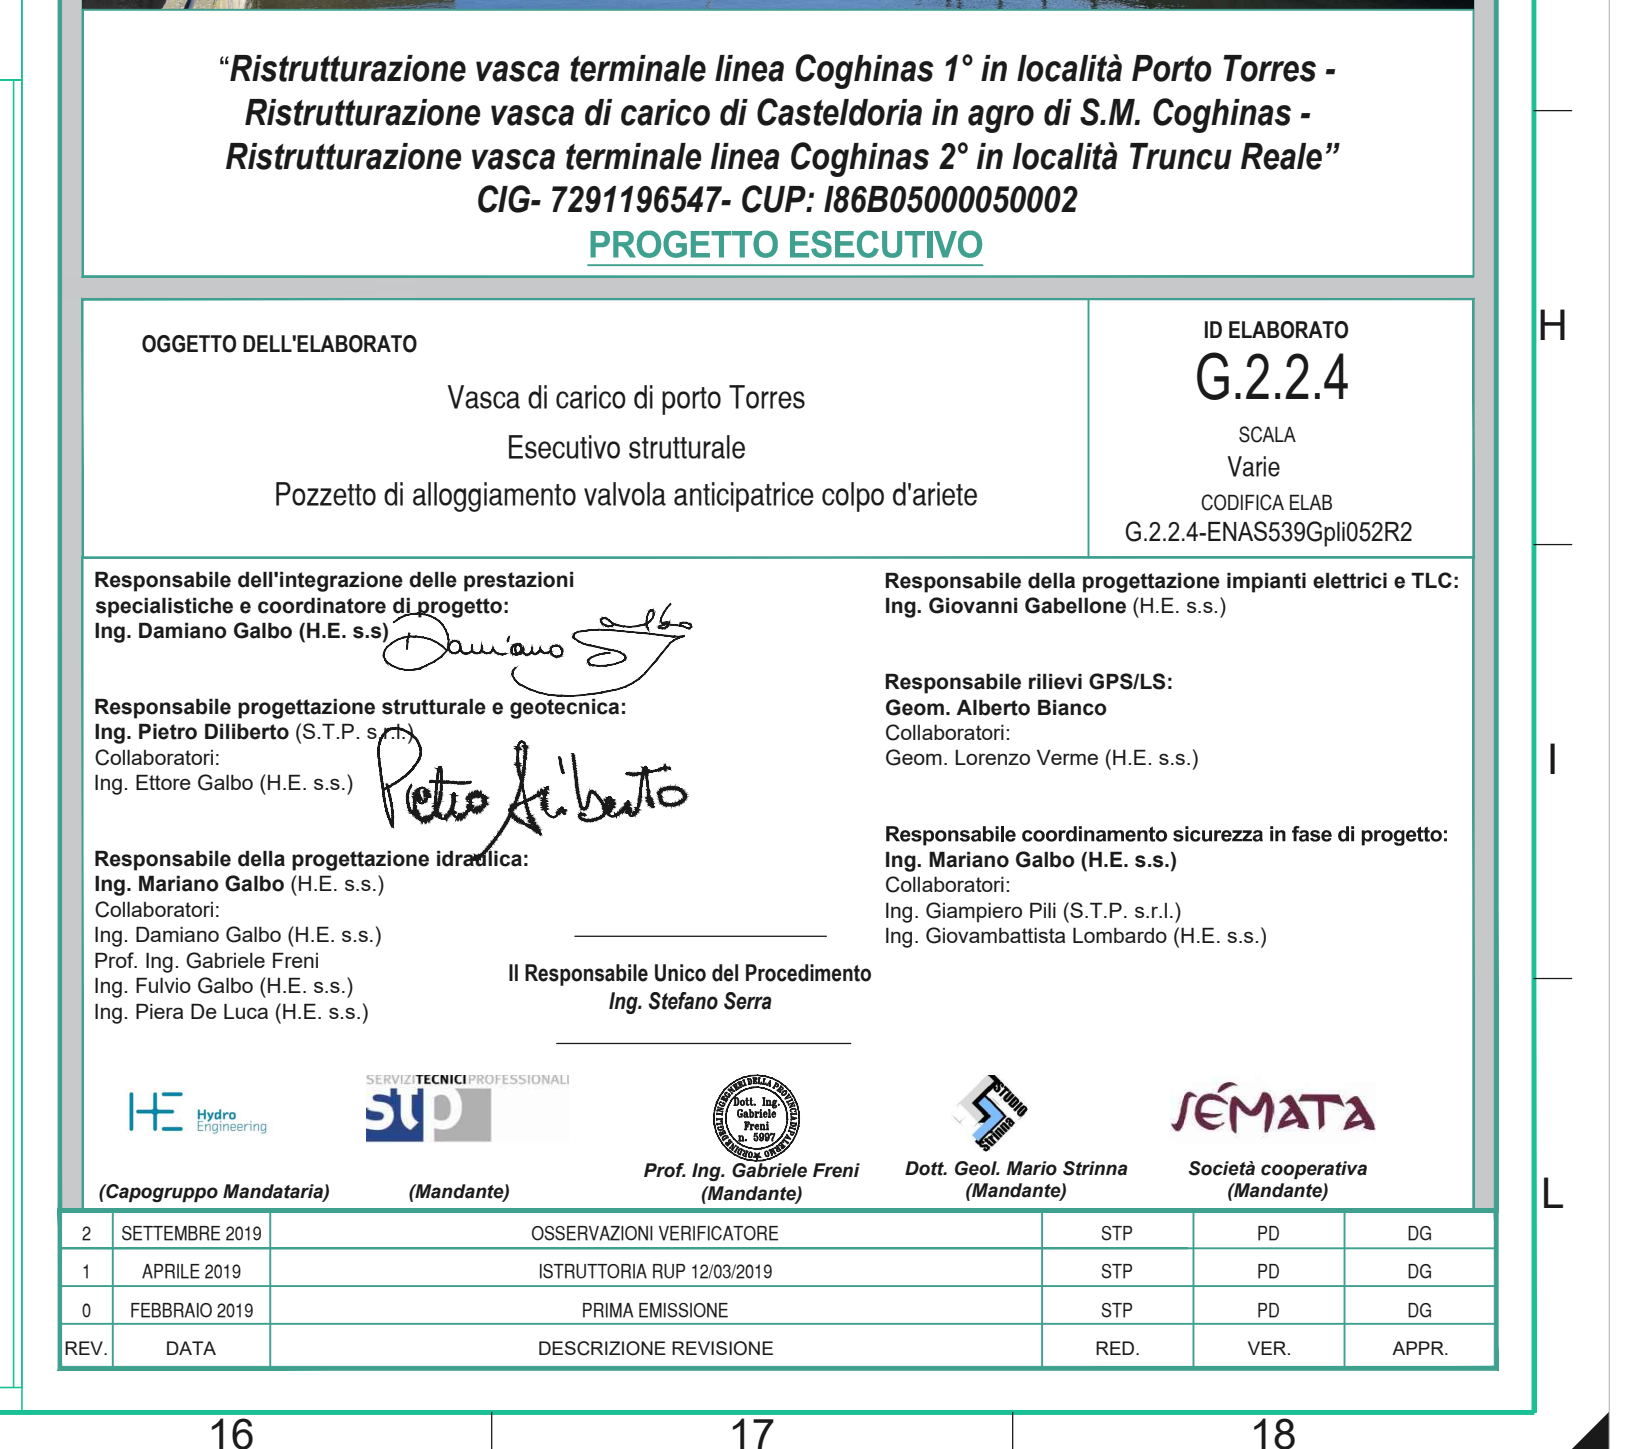 “Ristrutturazione vasca terminale linea Coghinas 1° in località Porto Torres -
Ristrutturazione vasca di carico di Casteldoria in agro di S.M. Coghinas -
Ristrutturazione vasca terminale linea Coghinas 2° in località Truncu Reale”
CIG- 7291196547- CUP: I86B05000050002
PROGETTO ESECUTIVO
OGGETTO DELL'ELABORATO
Vasca di carico di porto Torres
Esecutivo strutturale
Pozzetto di alloggiamento valvola anticipatrice colpo d'ariete
ID ELABORATO
G.2.2.4
SCALA
Varie
CODIFICA ELAB
G.2.2.4-ENAS539Gpli052R2
H
Responsabile dell'integrazione delle prestazioni
specialistiche e coordinatore di progetto:
Ing. Damiano Galbo (H.E. s.s)
Damiano Galbo
Responsabile progettazione strutturale e geotecnica:
Ing. Pietro Diliberto (S.T.P. s.r.l.)
Collaboratori:
Ing. Ettore Galbo (H.E. s.s.)
Pietro Diliberto
Responsabile della progettazione idraulica:
Ing. Mariano Galbo (H.E. s.s.)
Collaboratori:
Ing. Damiano Galbo (H.E. s.s.)
Prof. Ing. Gabriele Freni
Ing. Fulvio Galbo (H.E. s.s.)
Ing. Piera De Luca (H.E. s.s.)
Il Responsabile Unico del Procedimento
Ing. Stefano Serra
Responsabile della progettazione impianti elettrici e TLC:
Ing. Giovanni Gabellone (H.E. s.s.)
Responsabile rilievi GPS/LS:
Geom. Alberto Bianco
Collaboratori:
Geom. Lorenzo Verme (H.E. s.s.)
Responsabile coordinamento sicurezza in fase di progetto:
Ing. Mariano Galbo (H.E. s.s.)
Collaboratori:
Ing. Giampiero Pili (S.T.P. s.r.l.)
Ing. Giovambattista Lombardo (H.E. s.s.)
I
HE Hydro
Engineering
(Capogruppo Mandataria)
SERVIZITECNICIPROFESSIONALI
stp
(Mandante)
ORDINE DEGLI INGEGNERI DELLA PROVINCIA DI PALERMO
Dott. Ing.
Gabriele
Freni
n. 5997
Prof. Ing. Gabriele Freni
(Mandante)
STUDIO
Strinna
Dott. Geol. Mario Strinna
(Mandante)
SÉMATA
Società cooperativa
(Mandante)
L
2 SETTEMBRE 2019 OSSERVAZIONI VERIFICATORE STP PD DG
1 APRILE 2019 ISTRUTTORIA RUP 12/03/2019 STP PD DG
0 FEBBRAIO 2019 PRIMA EMISSIONE STP PD DG
REV. DATA DESCRIZIONE REVISIONE RED. VER. APPR.
16 17 18